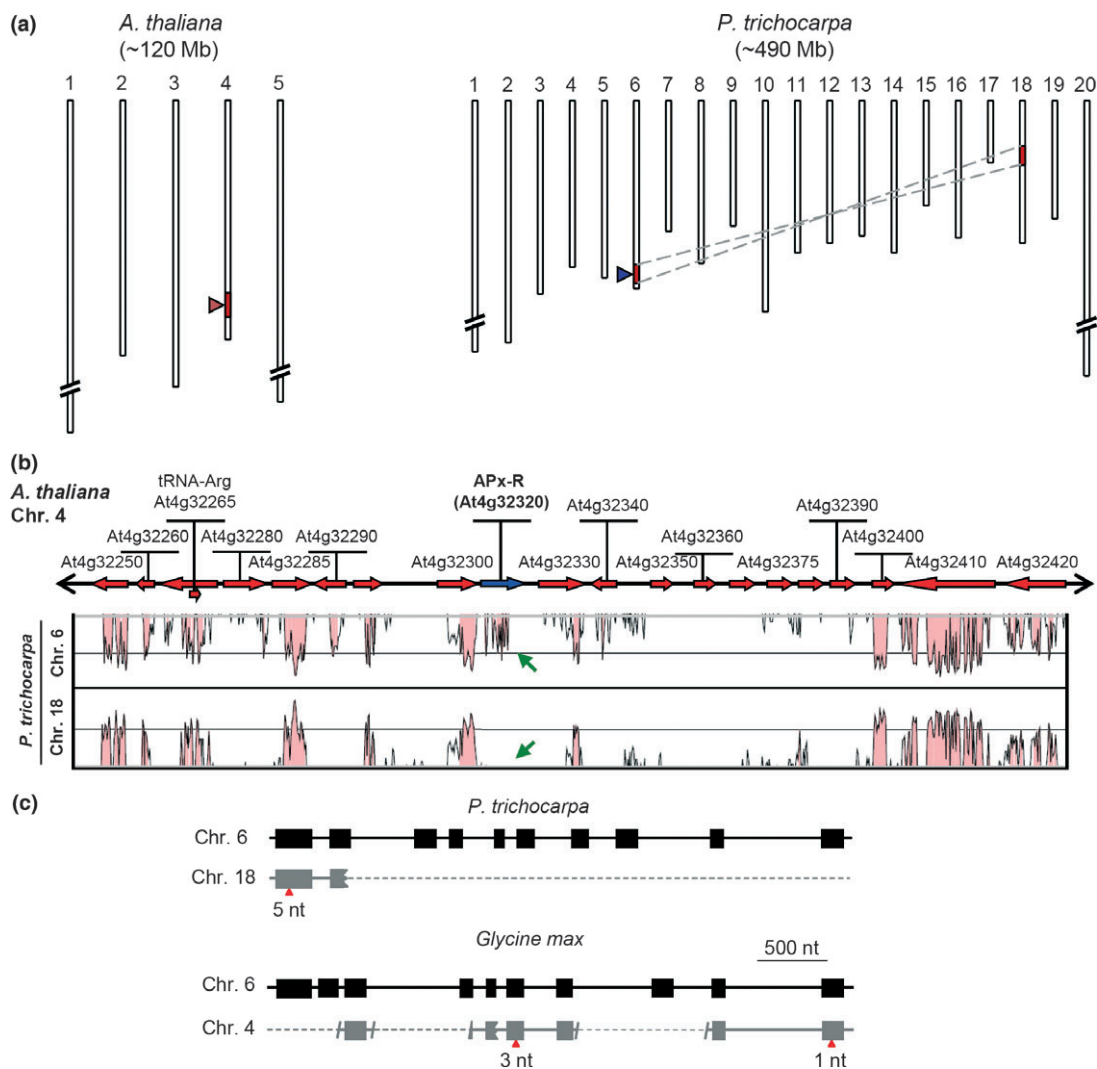 (a)
A. thaliana
(~120 Mb)
P. trichocarpa
(~490 Mb)
1 2 3 4 5
1 2 3 4 5 6 7 8 9 10 11 12 13 14 15 16 17 18 19 20
(b)
A. thaliana
Chr. 4
tRNA-Arg
At4g32265
APx-R
(At4g32320)
At4g32390
At4g32260
At4g32280
At4g32290
At4g32340
At4g32360
At4g32400
At4g32250
At4g32285
At4g32300
At4g32330
At4g32350
At4g32375
At4g32410
At4g32420
P. trichocarpa
Chr. 6
Chr. 18
(c)
P. trichocarpa
Chr. 6
Chr. 18
5 nt
Glycine max
500 nt
Chr. 6
Chr. 4
3 nt
1 nt